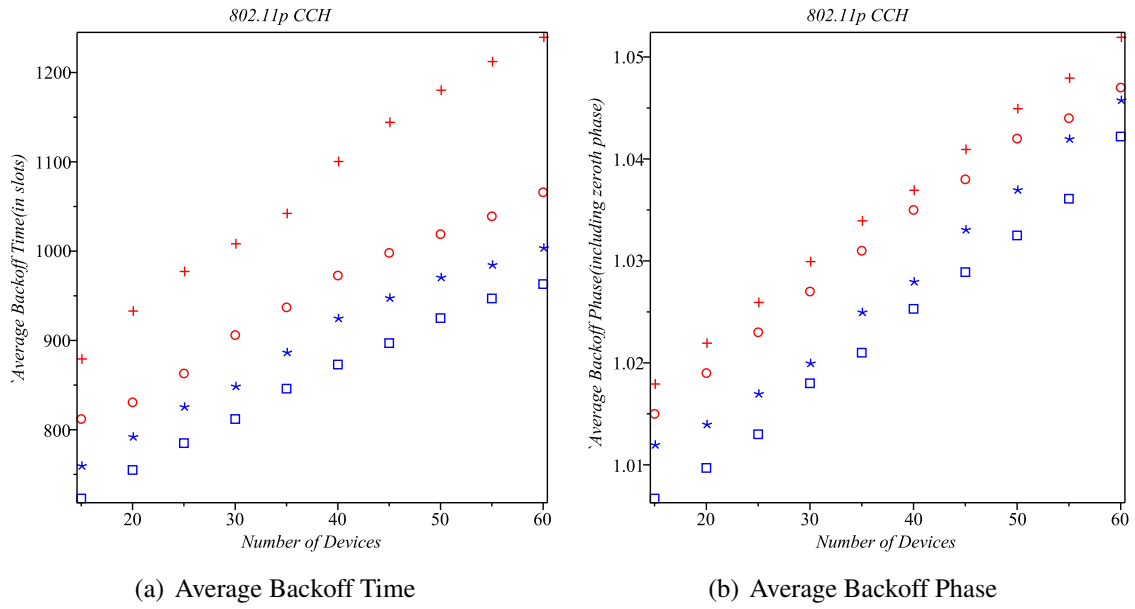 802.11p CCH
`Average Backoff Time(in slots)
1200
1100
1000
900
800
20
30
40
50
60
Number of Devices
(a) Average Backoff Time
802.11p CCH
`Average Backoff Phase(including zeroth phase)
1.05
1.04
1.03
1.02
1.01
20
30
40
50
60
Number of Devices
(b) Average Backoff Phase